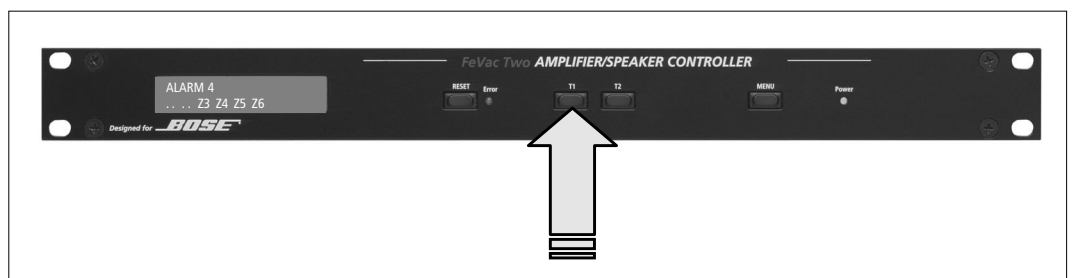 FeVac Two AMPLIFIER/SPEAKER CONTROLLER
ALARM 4
.. .. Z3 Z4 Z5 Z6
RESET Error T1 T2 MENU Power
Designed for BOSE